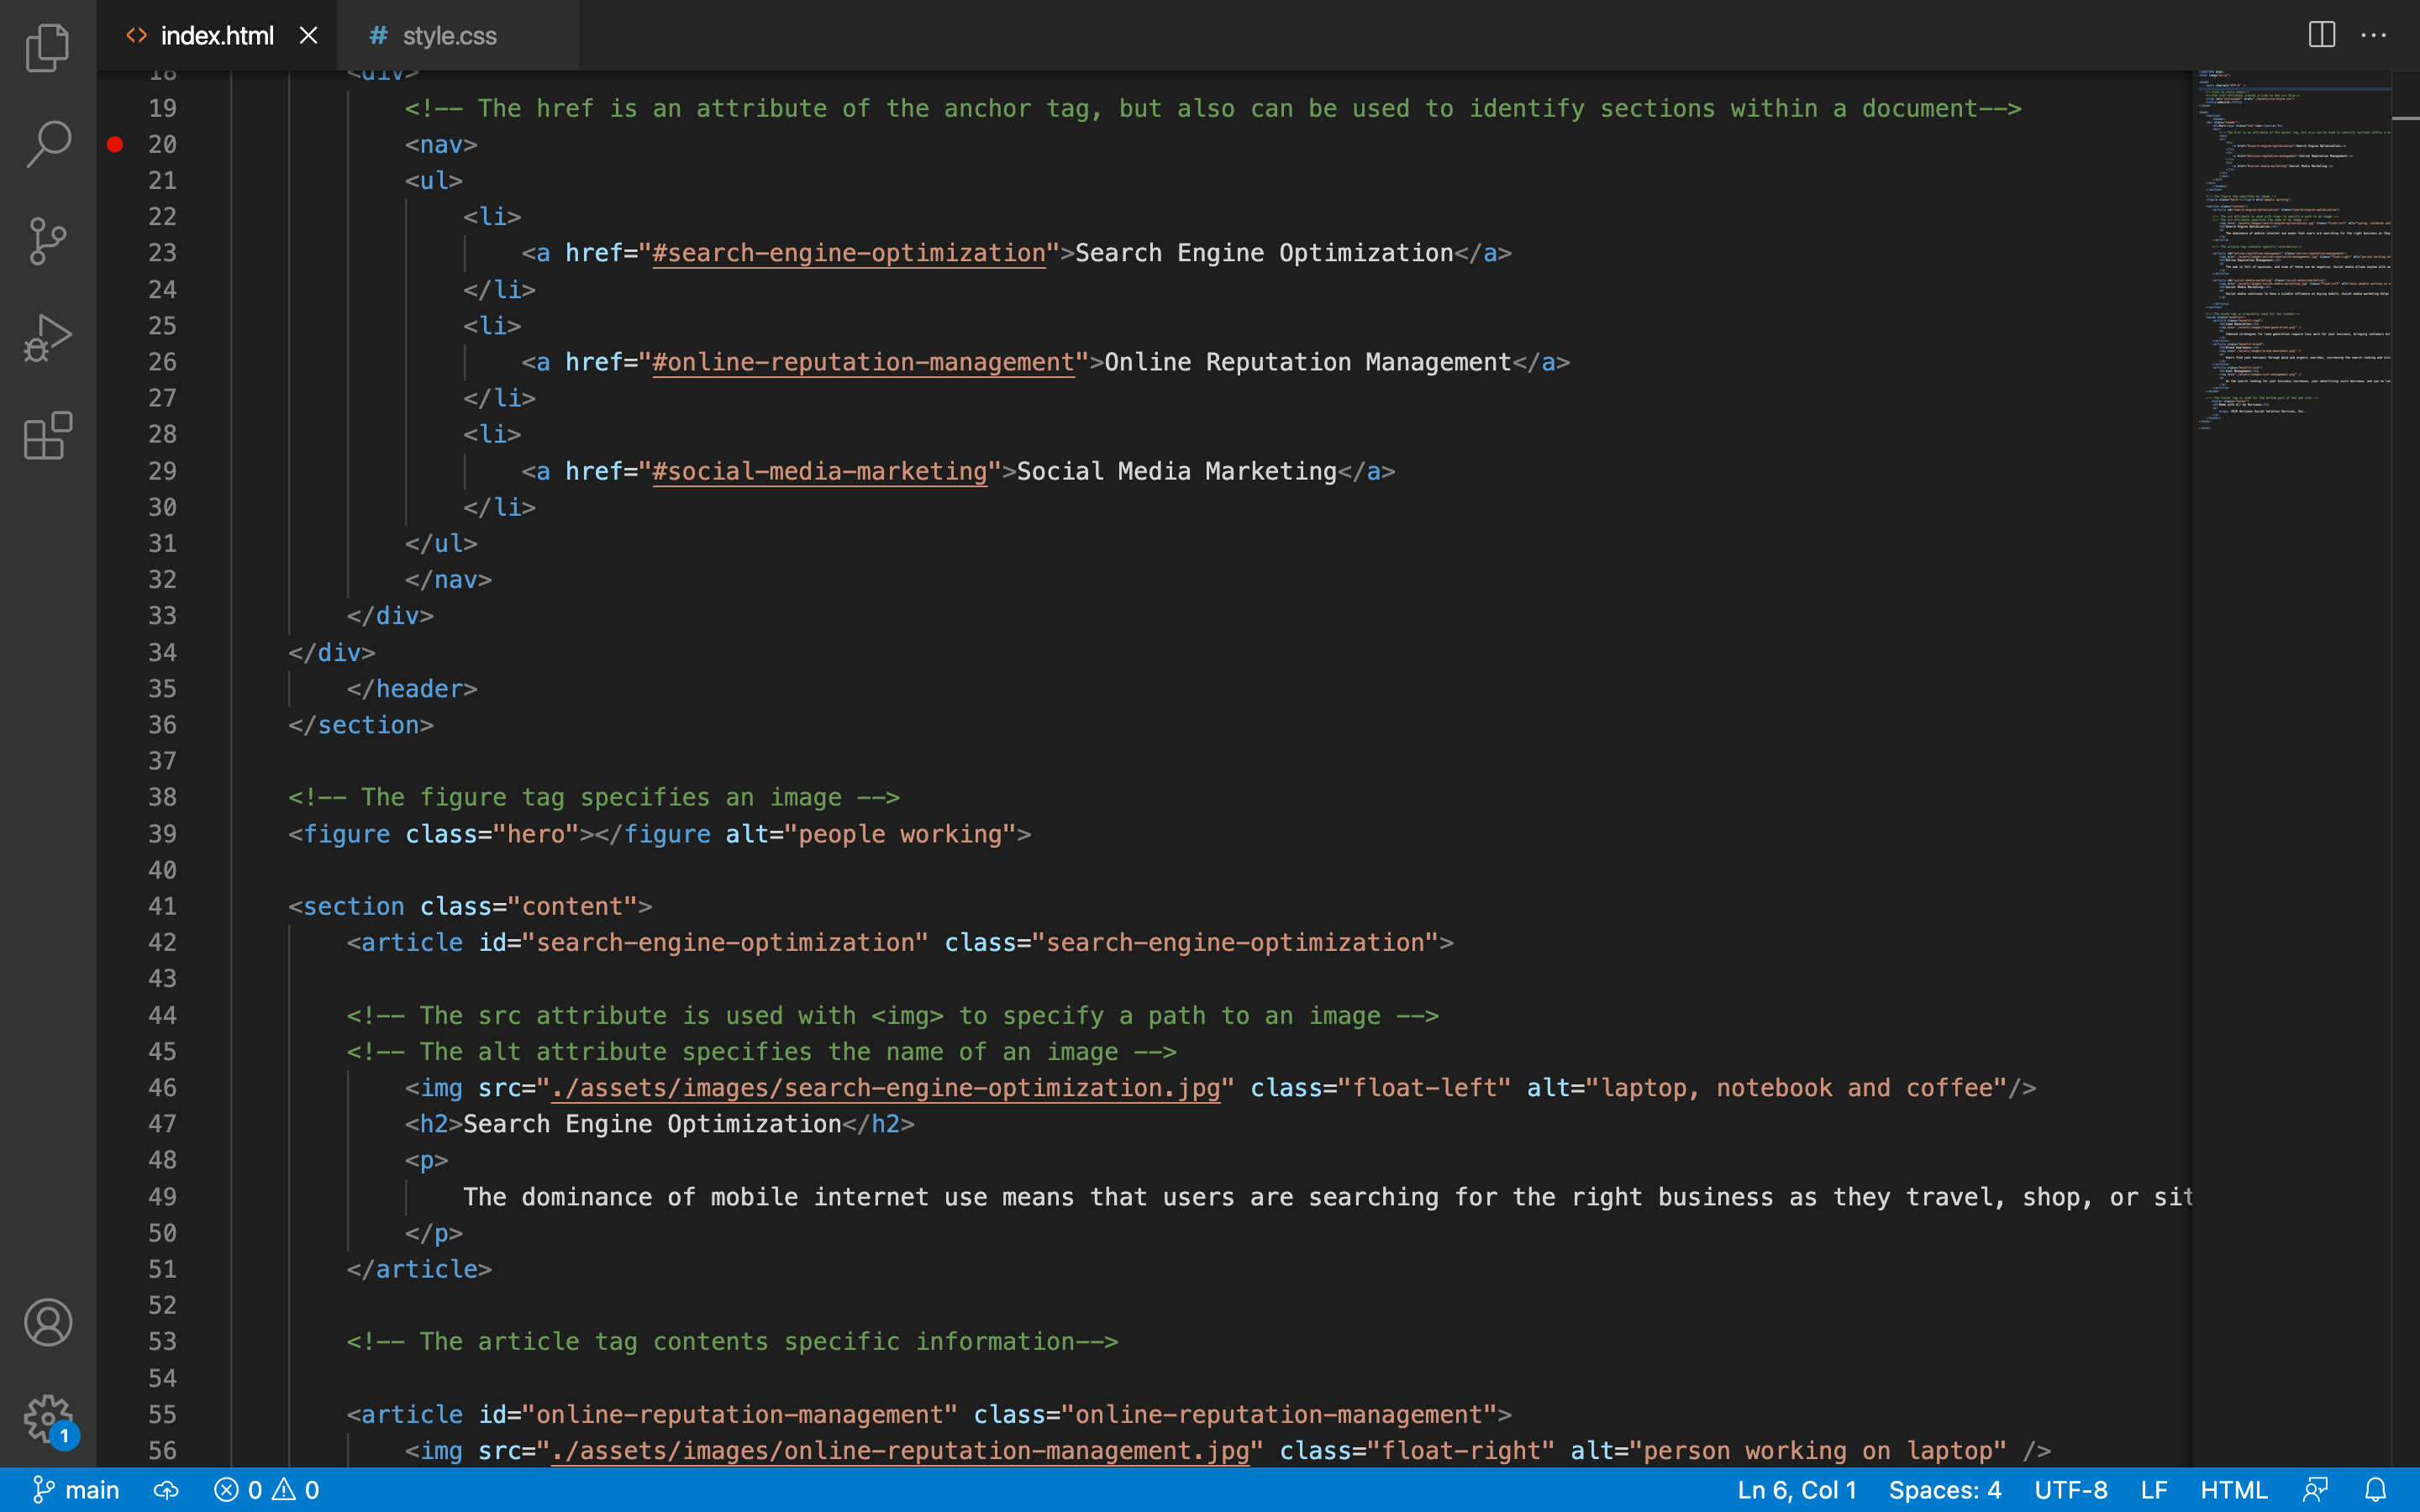 index.html
style.css
18 <div>
19 <!-- The href is an attribute of the anchor tag, but also can be used to identify sections within a document-->
20 <nav>
21 <ul>
22 <li>
23 <a href="#search-engine-optimization">Search Engine Optimization</a>
24 </li>
25 <li>
26 <a href="#online-reputation-management">Online Reputation Management</a>
27 </li>
28 <li>
29 <a href="#social-media-marketing">Social Media Marketing</a>
30 </li>
31 </ul>
32 </nav>
33 </div>
34 </div>
35 </header>
36 </section>
37
38 <!-- The figure tag specifies an image -->
39 <figure class="hero"></figure alt="people working">
40
41 <section class="content">
42 <article id="search-engine-optimization" class="search-engine-optimization">
43
44 <!-- The src attribute is used with <img> to specify a path to an image -->
45 <!-- The alt attribute specifies the name of an image -->
46 <img src="./assets/images/search-engine-optimization.jpg" class="float-left" alt="laptop, notebook and coffee"/>
47 <h2>Search Engine Optimization</h2>
48 <p>
49 The dominance of mobile internet use means that users are searching for the right business as they travel, shop, or sit
50 </p>
51 </article>
52
53 <!-- The article tag contents specific information-->
54
55 <article id="online-reputation-management" class="online-reputation-management">
56 <img src="./assets/images/online-reputation-management.jpg" class="float-right" alt="person working on laptop" />
1
main 0 0 Ln 6, Col 1 Spaces: 4 UTF-8 LF HTML